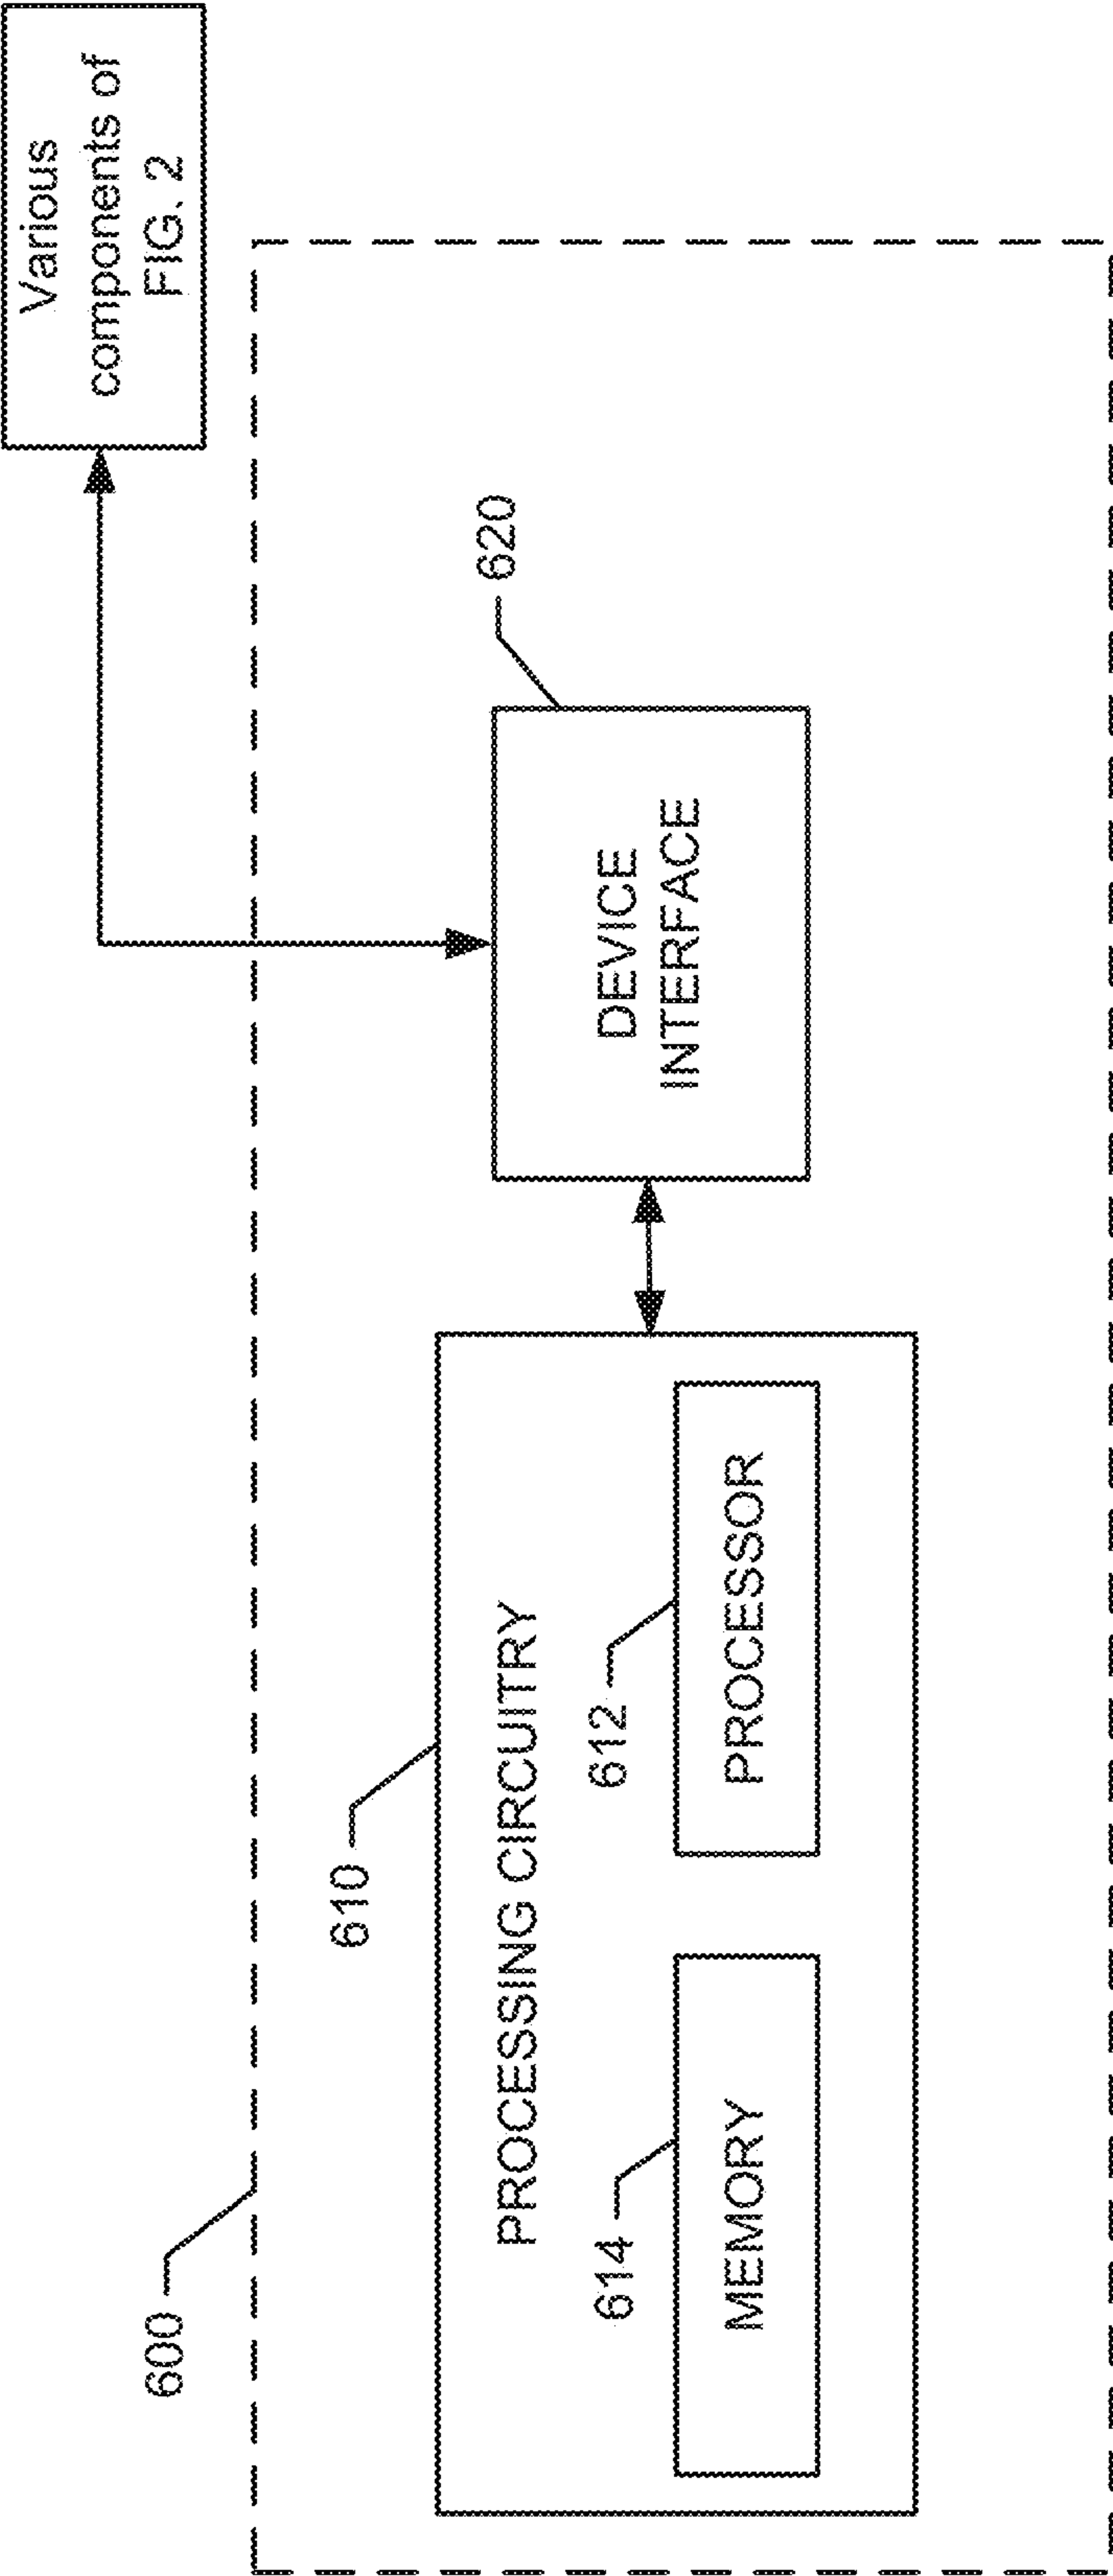 Various
components of
FIG. 2
600
610
620
PROCESSING CIRCUITRY
DEVICE
INTERFACE
614
612
MEMORY
PROCESSOR